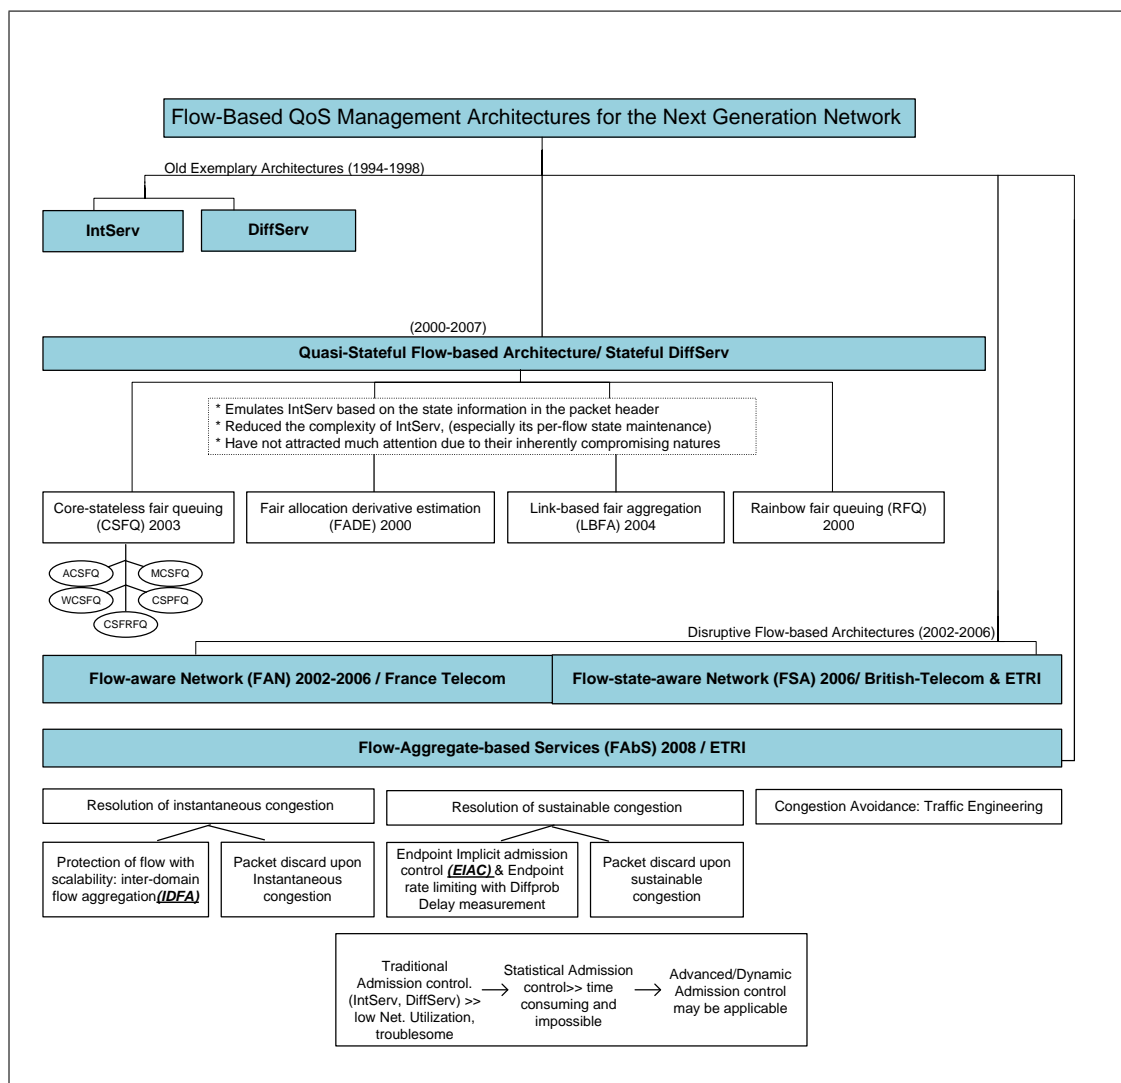 Flow-Based QoS Management Architectures for the Next Generation Network
Old Exemplary Architectures (1994-1998)
IntServ
DiffServ
(2000-2007)
Quasi-Stateful Flow-based Architecture/ Stateful DiffServ
* Emulates IntServ based on the state information in the packet header
* Reduced the complexity of IntServ, (especially its per-flow state maintenance)
* Have not attracted much attention due to their inherently compromising natures
Core-stateless fair queuing
(CSFQ) 2003
Fair allocation derivative estimation
(FADE) 2000
Link-based fair aggregation
(LBFA) 2004
Rainbow fair queuing (RFQ)
2000
ACSFQ
MCSFQ
WCSFQ
CSPFQ
CSFRFQ
Disruptive Flow-based Architectures (2002-2006)
Flow-aware Network (FAN) 2002-2006 / France Telecom
Flow-state-aware Network (FSA) 2006/ British-Telecom & ETRI
Flow-Aggregate-based Services (FAbS) 2008 / ETRI
Resolution of instantaneous congestion
Resolution of sustainable congestion
Congestion Avoidance: Traffic Engineering
Protection of flow with
scalability: inter-domain
flow aggregation(IDFA)
Packet discard upon
Instantaneous
congestion
Endpoint Implicit admission
control (EIAC) & Endpoint
rate limiting with Diffprob
Delay measurement
Packet discard upon
sustainable
congestion
Traditional
Admission control.
(IntServ, DiffServ) >>
low Net. Utilization,
troublesome
Statistical Admission
control>> time
consuming and
impossible
Advanced/Dynamic
Admission control
may be applicable